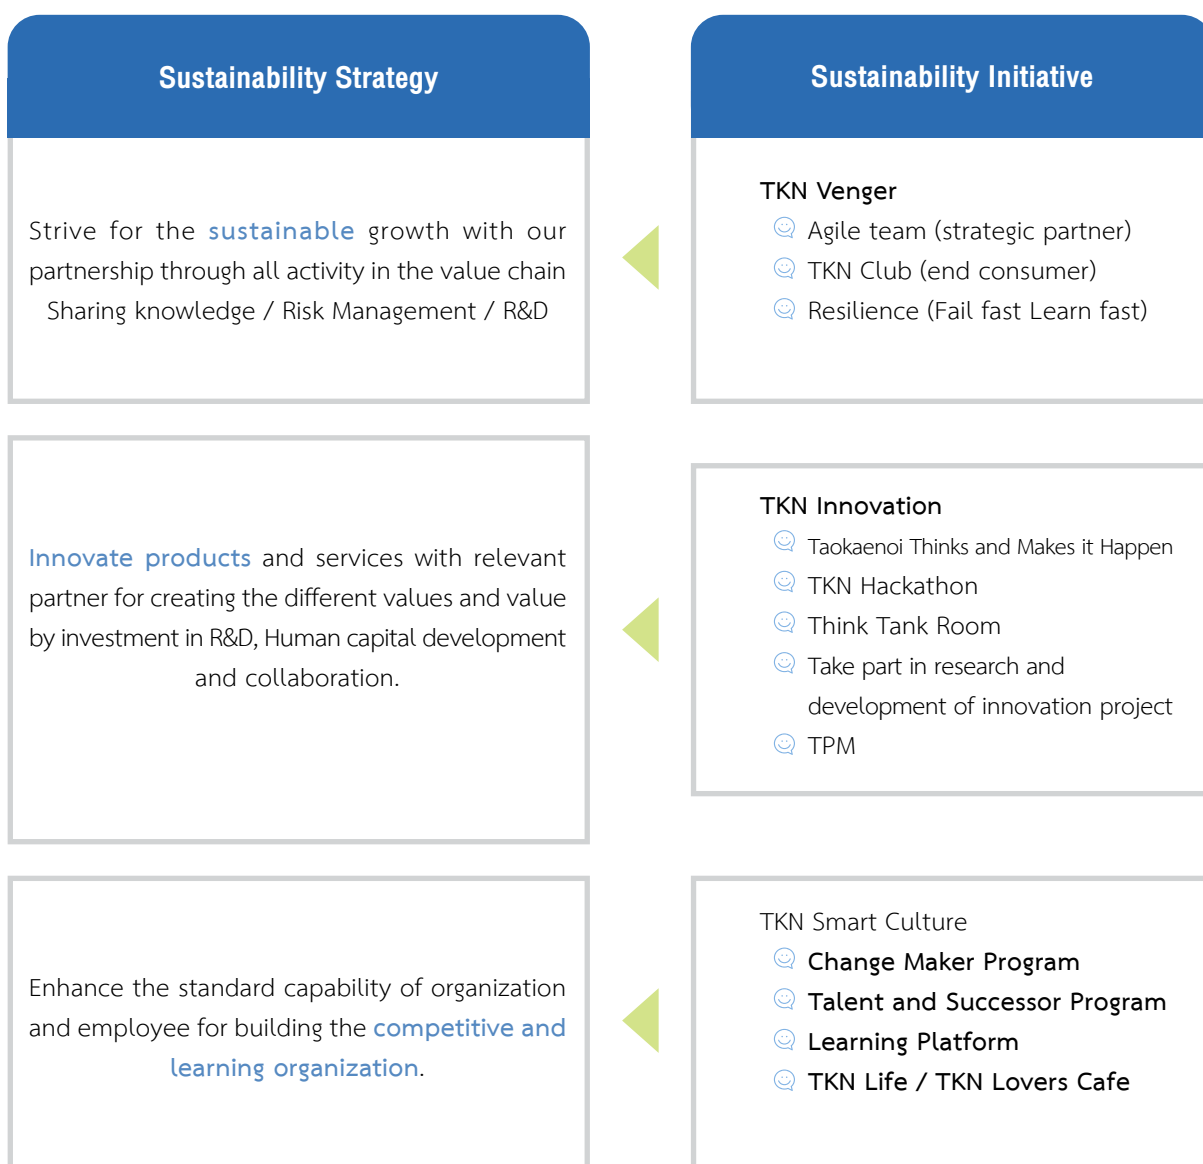 Sustainability Strategy
Strive for the sustainable growth with our
partnership through all activity in the value chain
Sharing knowledge / Risk Management / R&D
Innovate products and services with relevant
partner for creating the different values and value
by investment in R&D, Human capital development
and collaboration.
Enhance the standard capability of organization
and employee for building the competitive and
learning organization.
Sustainability Initiative
TKN Venger
Agile team (strategic partner)
TKN Club (end consumer)
Resilience (Fail fast Learn fast)
TKN Innovation
Taokaenoi Thinks and Makes it Happen
TKN Hackathon
Think Tank Room
Take part in research and
development of innovation project
TPM
TKN Smart Culture
Change Maker Program
Talent and Successor Program
Learning Platform
TKN Life / TKN Lovers Cafe